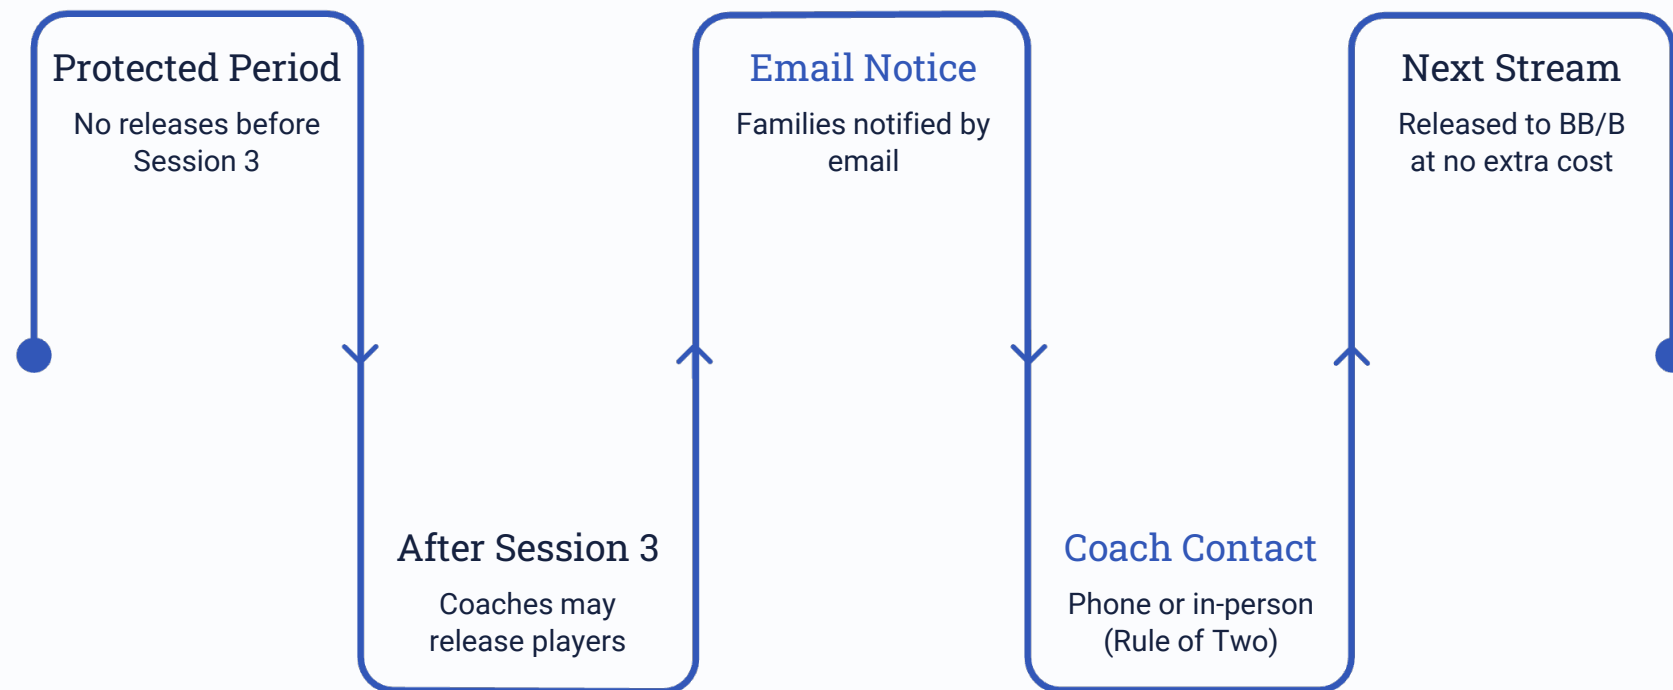 Protected Period
No releases before
Session 3
After Session 3
Coaches may
release players
Email Notice
Families notified by
email
Coach Contact
Phone or in-person
(Rule of Two)
Next Stream
Released to BB/B
at no extra cost